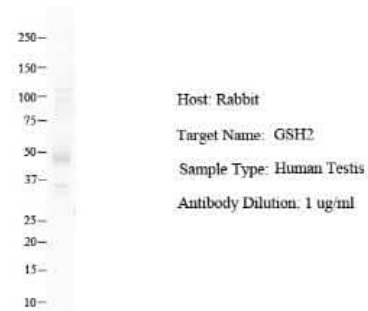 250
150
100
75
50
37
25
20
15
10
Host: Rabbit
Target Name: GSH2
Sample Type: Human Testis
Antibody Dilution: 1 ug/ml